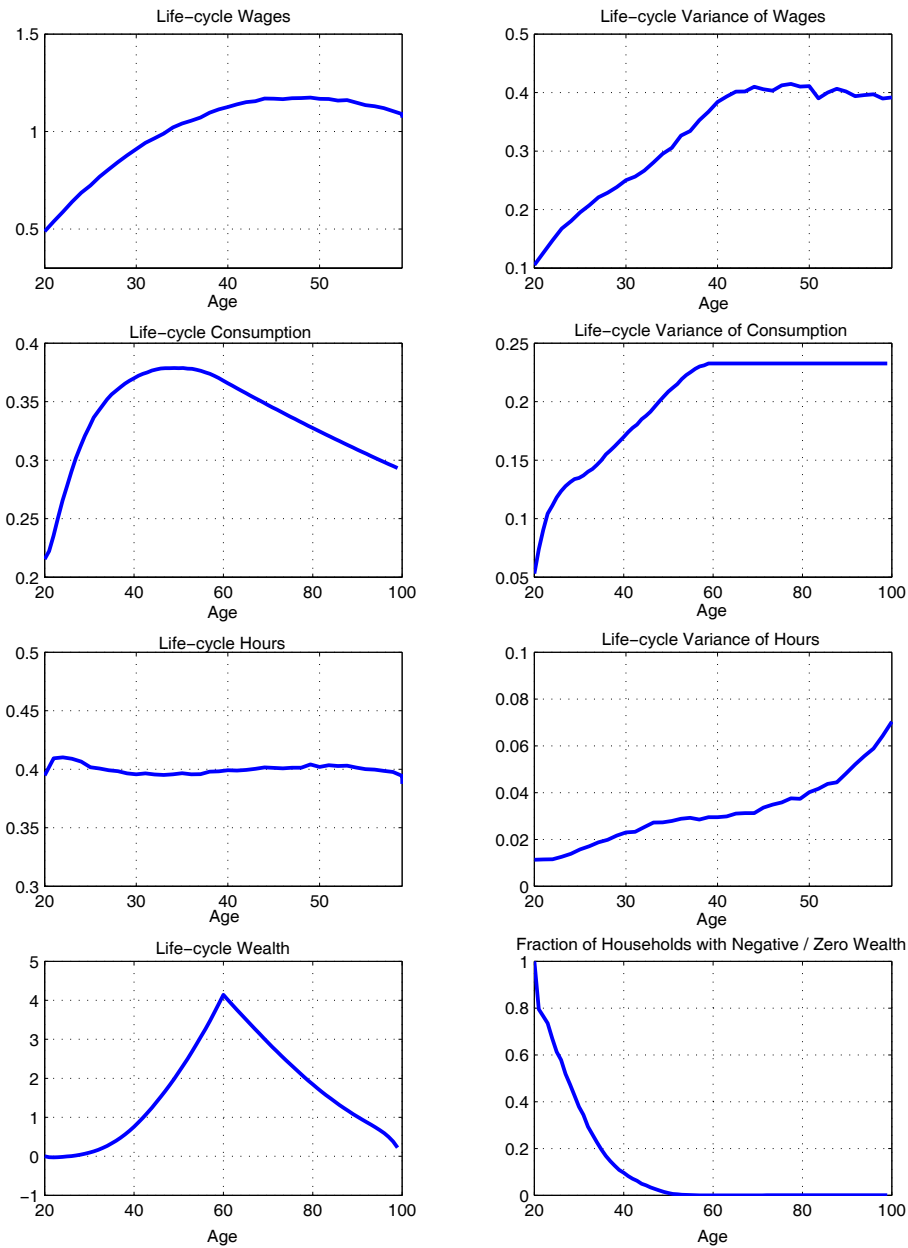 Life-cycle Wages
1.5
1
0.5
20 30 40 50
Age
Life-cycle Variance of Wages
0.5
0.4
0.3
0.2
0.1
20 30 40 50
Age
Life-cycle Consumption
0.4
0.35
0.3
0.25
0.2
20 40 60 80 100
Age
Life-cycle Variance of Consumption
0.25
0.2
0.15
0.1
0.05
20 40 60 80 100
Age
Life-cycle Hours
0.5
0.45
0.4
0.35
0.3
20 30 40 50
Age
Life-cycle Variance of Hours
0.1
0.08
0.06
0.04
0.02
0
20 30 40 50
Age
Life-cycle Wealth
5
4
3
2
1
0
-1
20 40 60 80 100
Age
Fraction of Households with Negative / Zero Wealth
1
0.8
0.6
0.4
0.2
0
20 40 60 80 100
Age